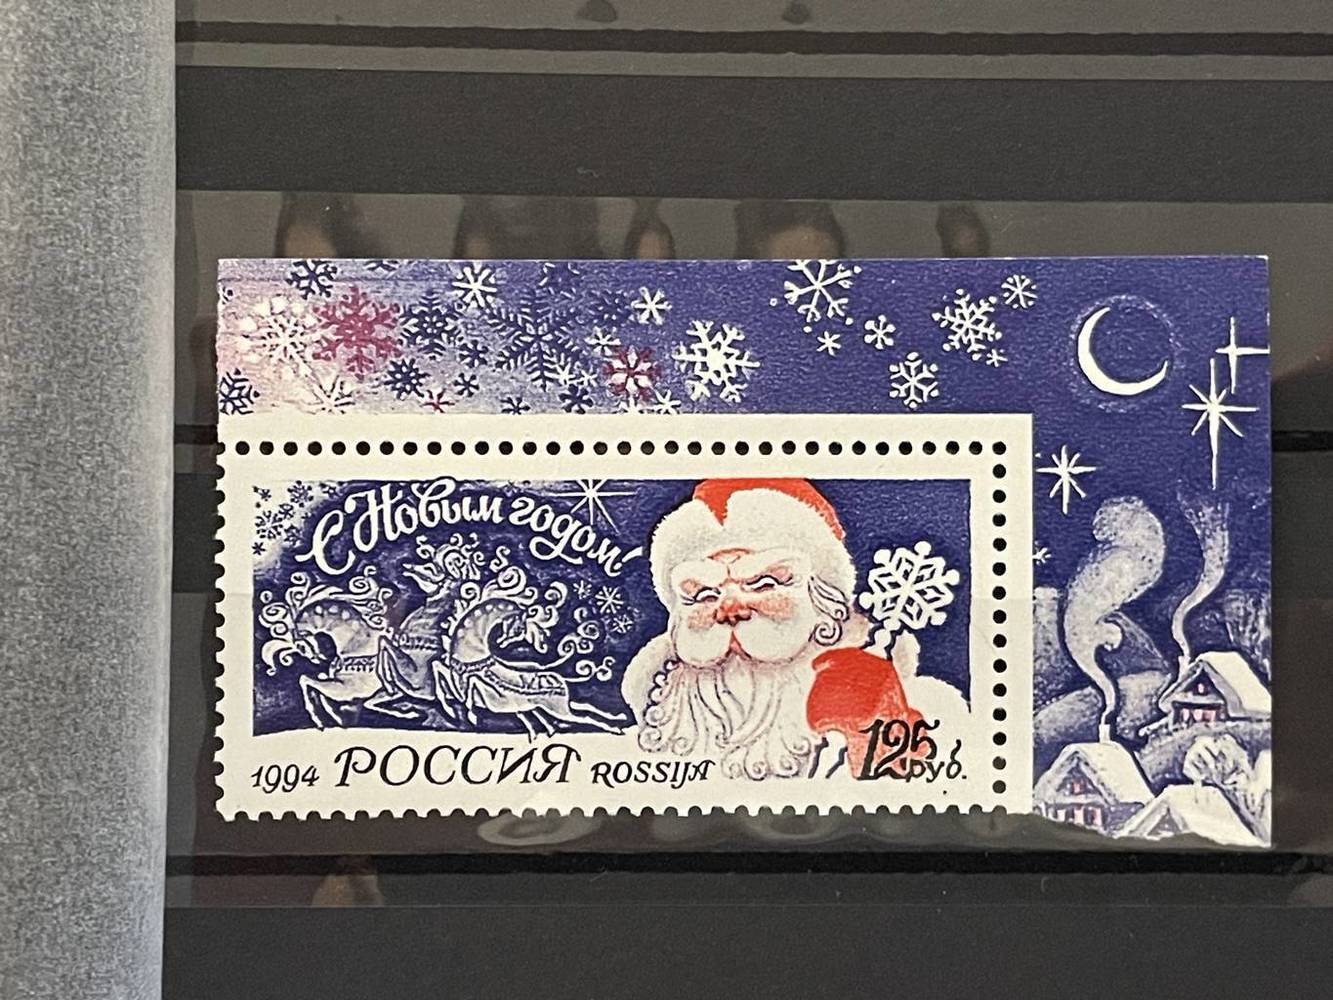 С Новым годом!
1994 РОССИЯ ROSSIJA
125 руб.